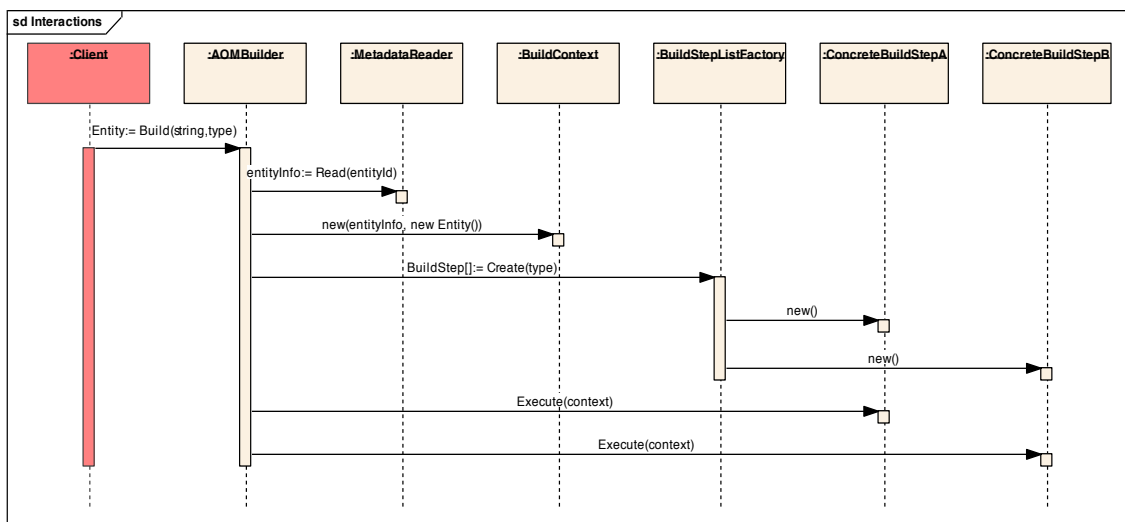 sd Interactions
:Client
:AOMBuilder
:MetadataReader
:BuildContext
:BuildStepListFactory
:ConcreteBuildStepA
:ConcreteBuildStepB
Entity:= Build(string,type)
entityInfo:= Read(entityId)
new(entityInfo, new Entity())
BuildStep[]:= Create(type)
new()
new()
Execute(context)
Execute(context)